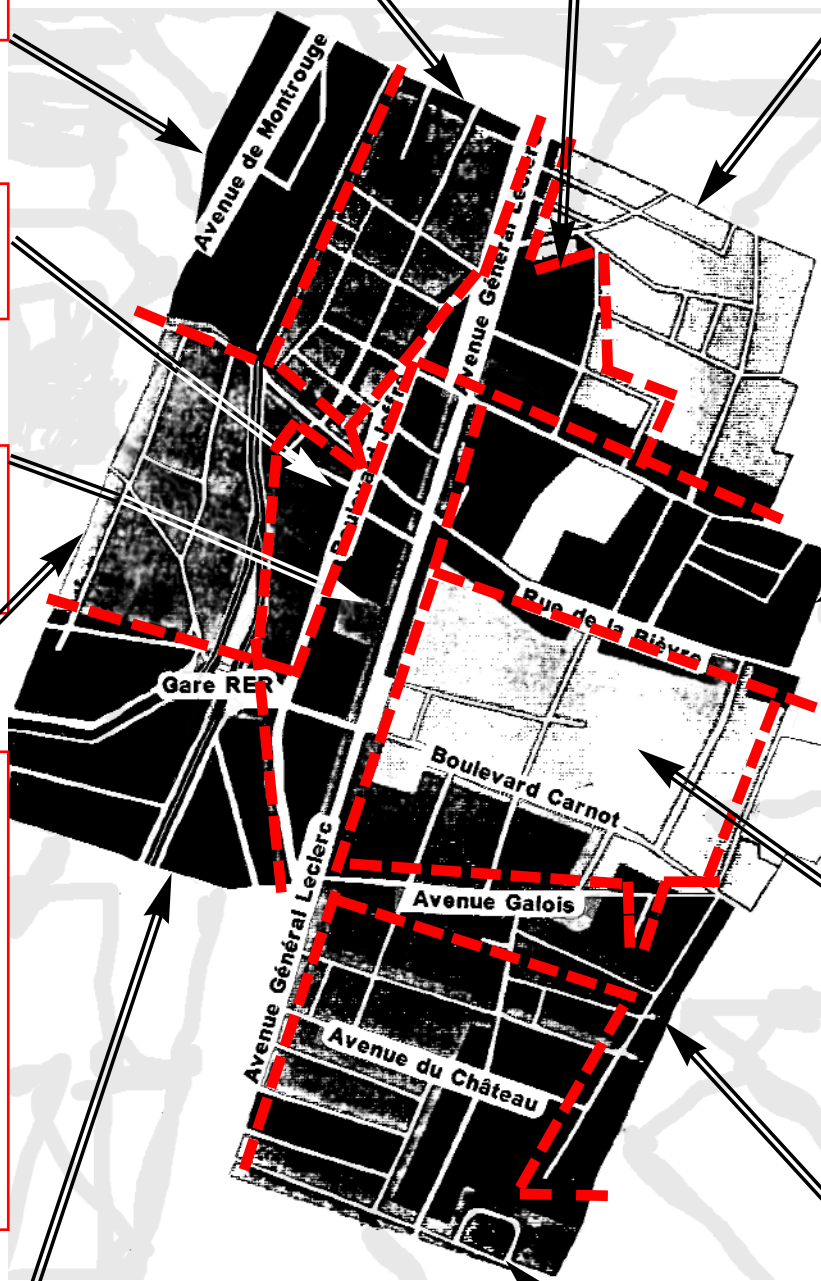 Avenue de Montrouge
Avenue Général Leclerc
Boulevard
Rue de la Bièvre
Gare RER
Boulevard Carnot
Avenue Galois
Avenue Général Leclerc
Avenue du Château